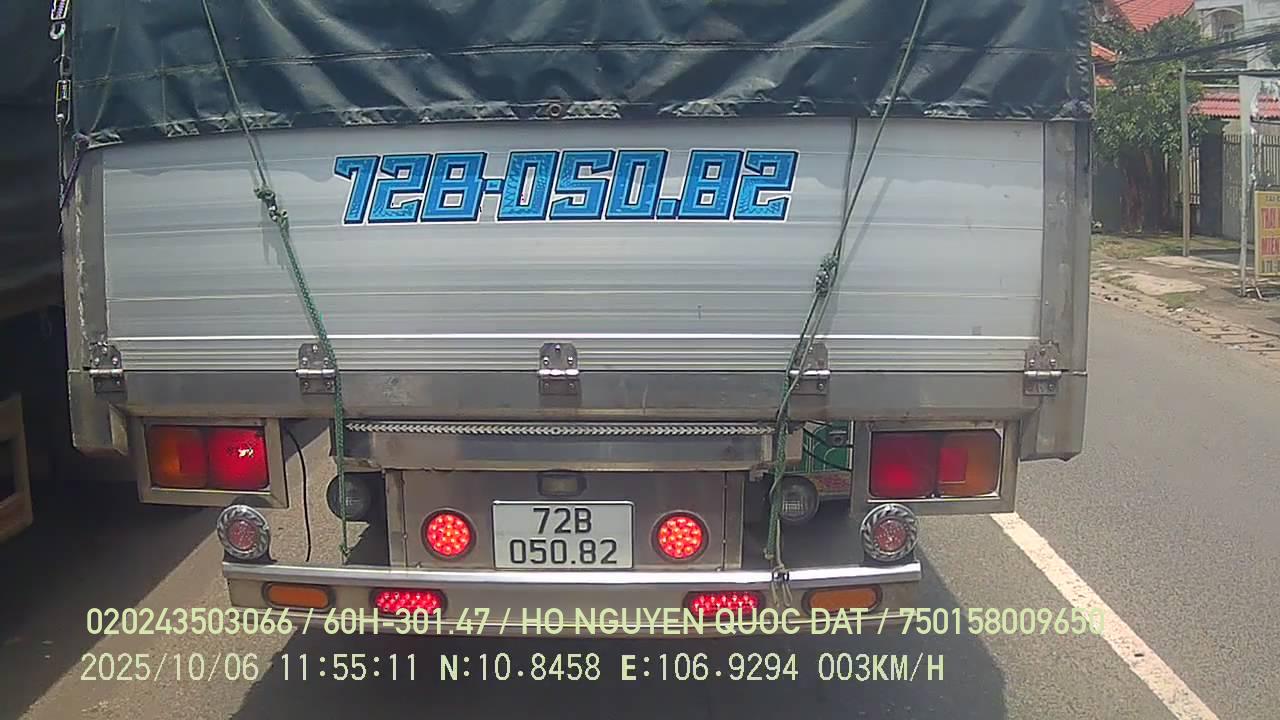 72B-050.82
72B
050.82
020243503066 / 60H-301.47 / HO NGUYEN QUOC DAT / 750158009650
2025/10/06 11:55:11 N:10.8458 E:106.9294 003KM/H